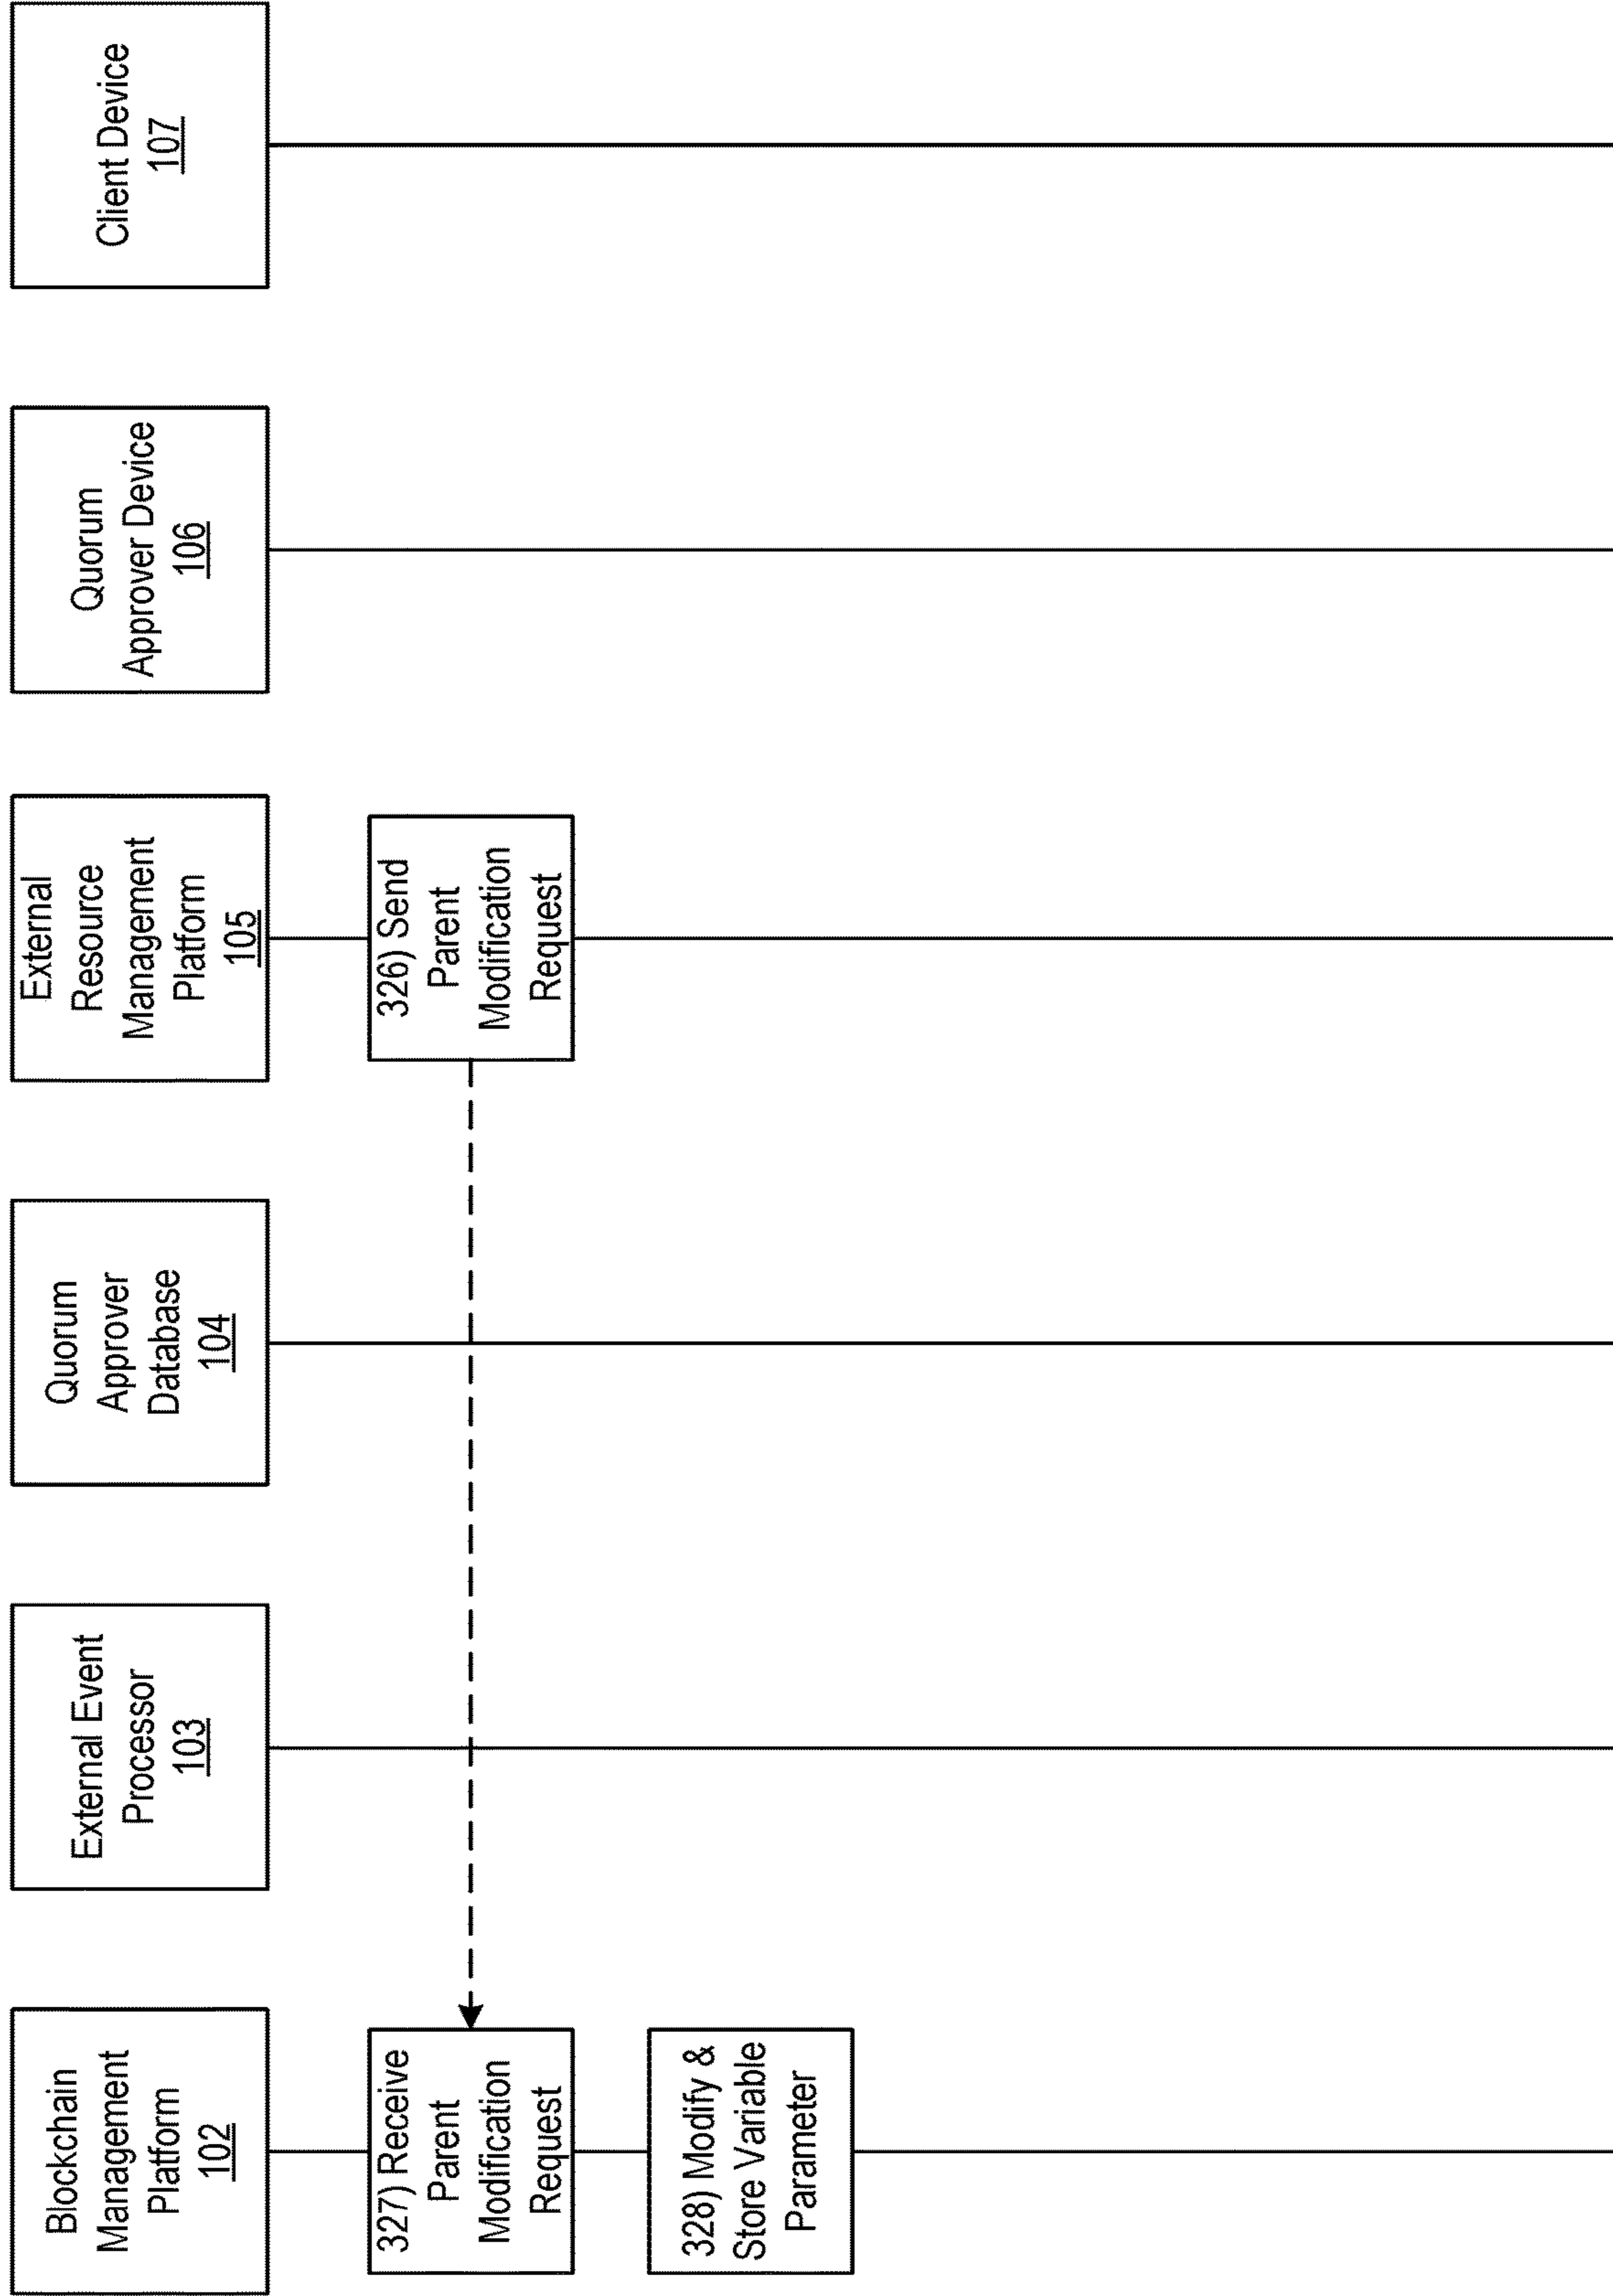 Blockchain
Management
Platform
102
External Event
Processor
103
Quorum
Approver
Database
104
External
Resource
Management
Platform
105
Quorum
Approver Device
106
Client Device
107
326) Send
Parent
Modification
Request
327) Receive
Parent
Modification
Request
328) Modify &
Store Variable
Parameter